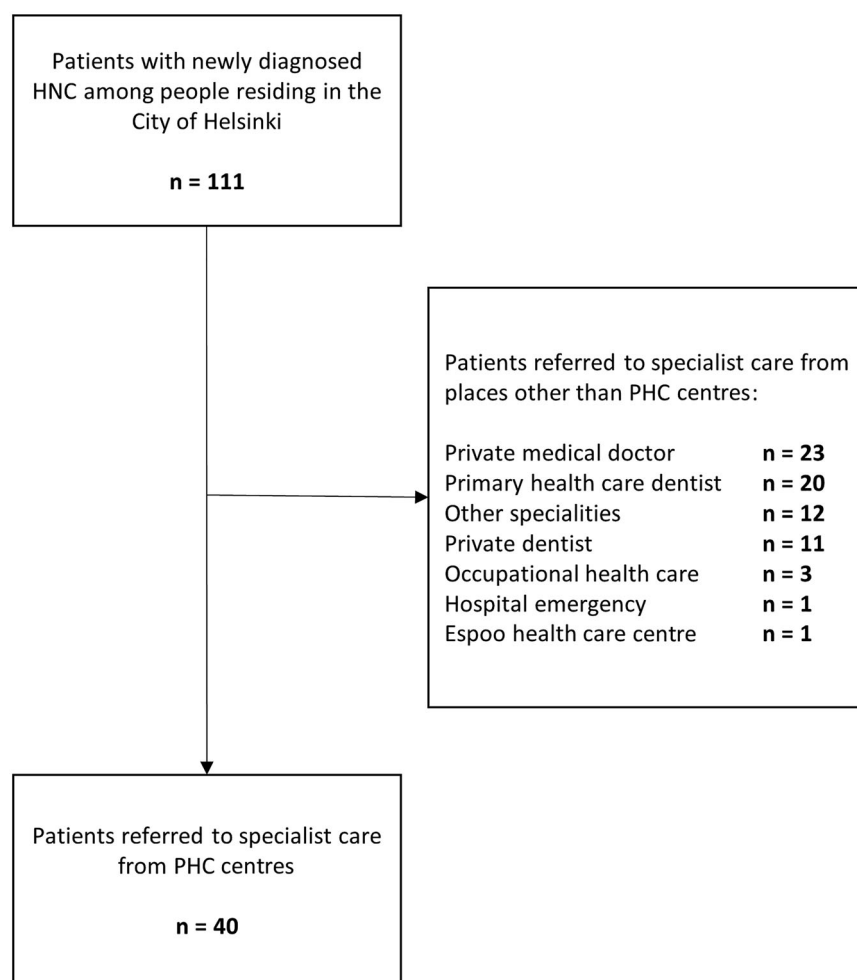 Patients with newly diagnosed
HNC among people residing in the
City of Helsinki
n = 111
Patients referred to specialist care from
places other than PHC centres:
Private medical doctor n = 23
Primary health care dentist n = 20
Other specialities n = 12
Private dentist n = 11
Occupational health care n = 3
Hospital emergency n = 1
Espoo health care centre n = 1
Patients referred to specialist care
from PHC centres
n = 40